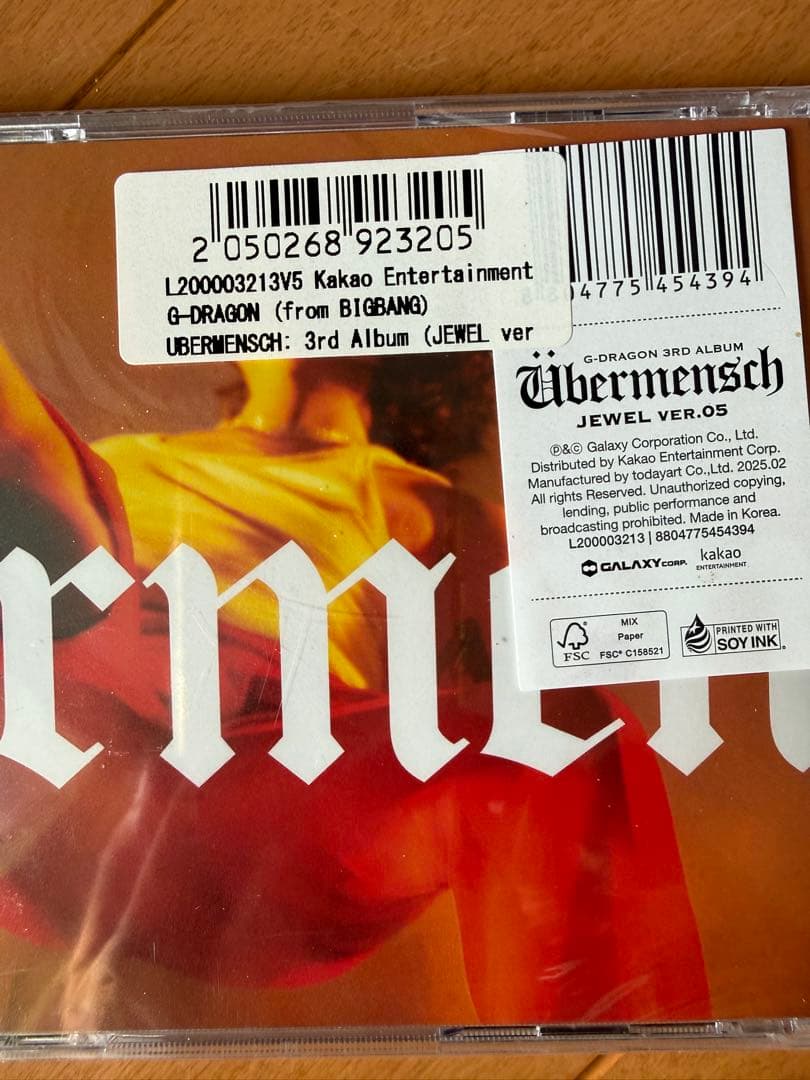 2 050268 923205
L200003213V5 Kakao Entertainment
G-DRAGON (from BIGBANG)
UBERMENSCH: 3rd Album (JEWEL ver
04775 454394
G-DRAGON 3RD ALBUM
Übermensch
JEWEL VER.05
℗&© Galaxy Corporation Co., Ltd.
Distributed by Kakao Entertainment Corp.
Manufactured by todayart Co.,Ltd. 2025.02
All rights Reserved. Unauthorized copying,
lending, public performance and
broadcasting prohibited. Made in Korea.
L200003213 | 8804775454394
GALAXY CORP. kakao
ENTERTAINMENT
FSC
MIX
Paper
FSC® C158521
PRINTED WITH
SOY INK
rmen